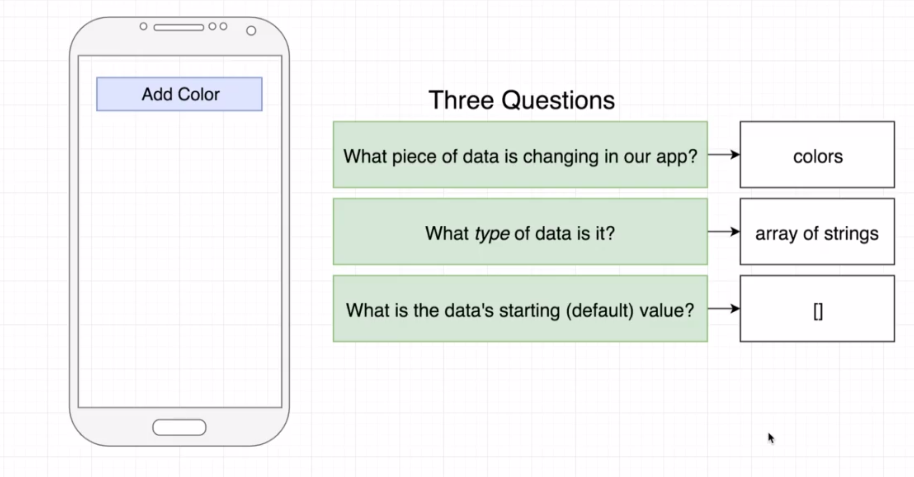 Add Color
Three Questions
What piece of data is changing in our app?
colors
What type of data is it?
array of strings
What is the data's starting (default) value?
[]